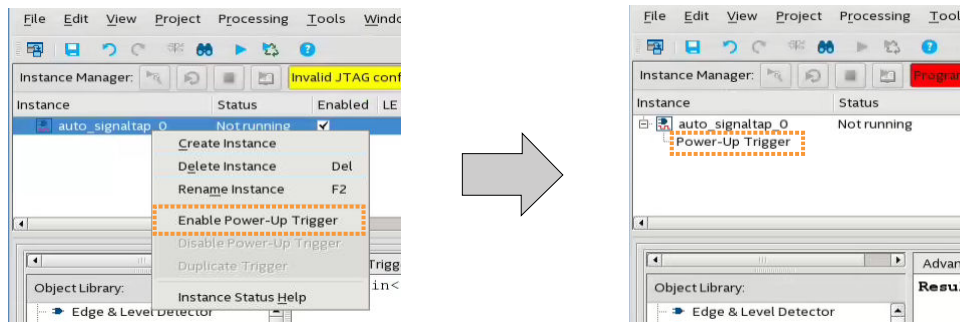 File Edit View Project Processing Tools
Instance Manager: Invalid JTAG
Instance Status Enabled LE
auto_signaltap_0 Not running
Create Instance
Delete Instance Del
Rename Instance F2
Enable Power-Up Trigger
Disable Power-Up Trigger
Duplicate Trigger
Instance Status Help
in<
Object Library:
Edge & Level Detector
File Edit View Project Processing
Instance Manager:
Instance Status
auto_signaltap_0 Not running
Power-Up Trigger
Object Library:
Edge & Level Detector